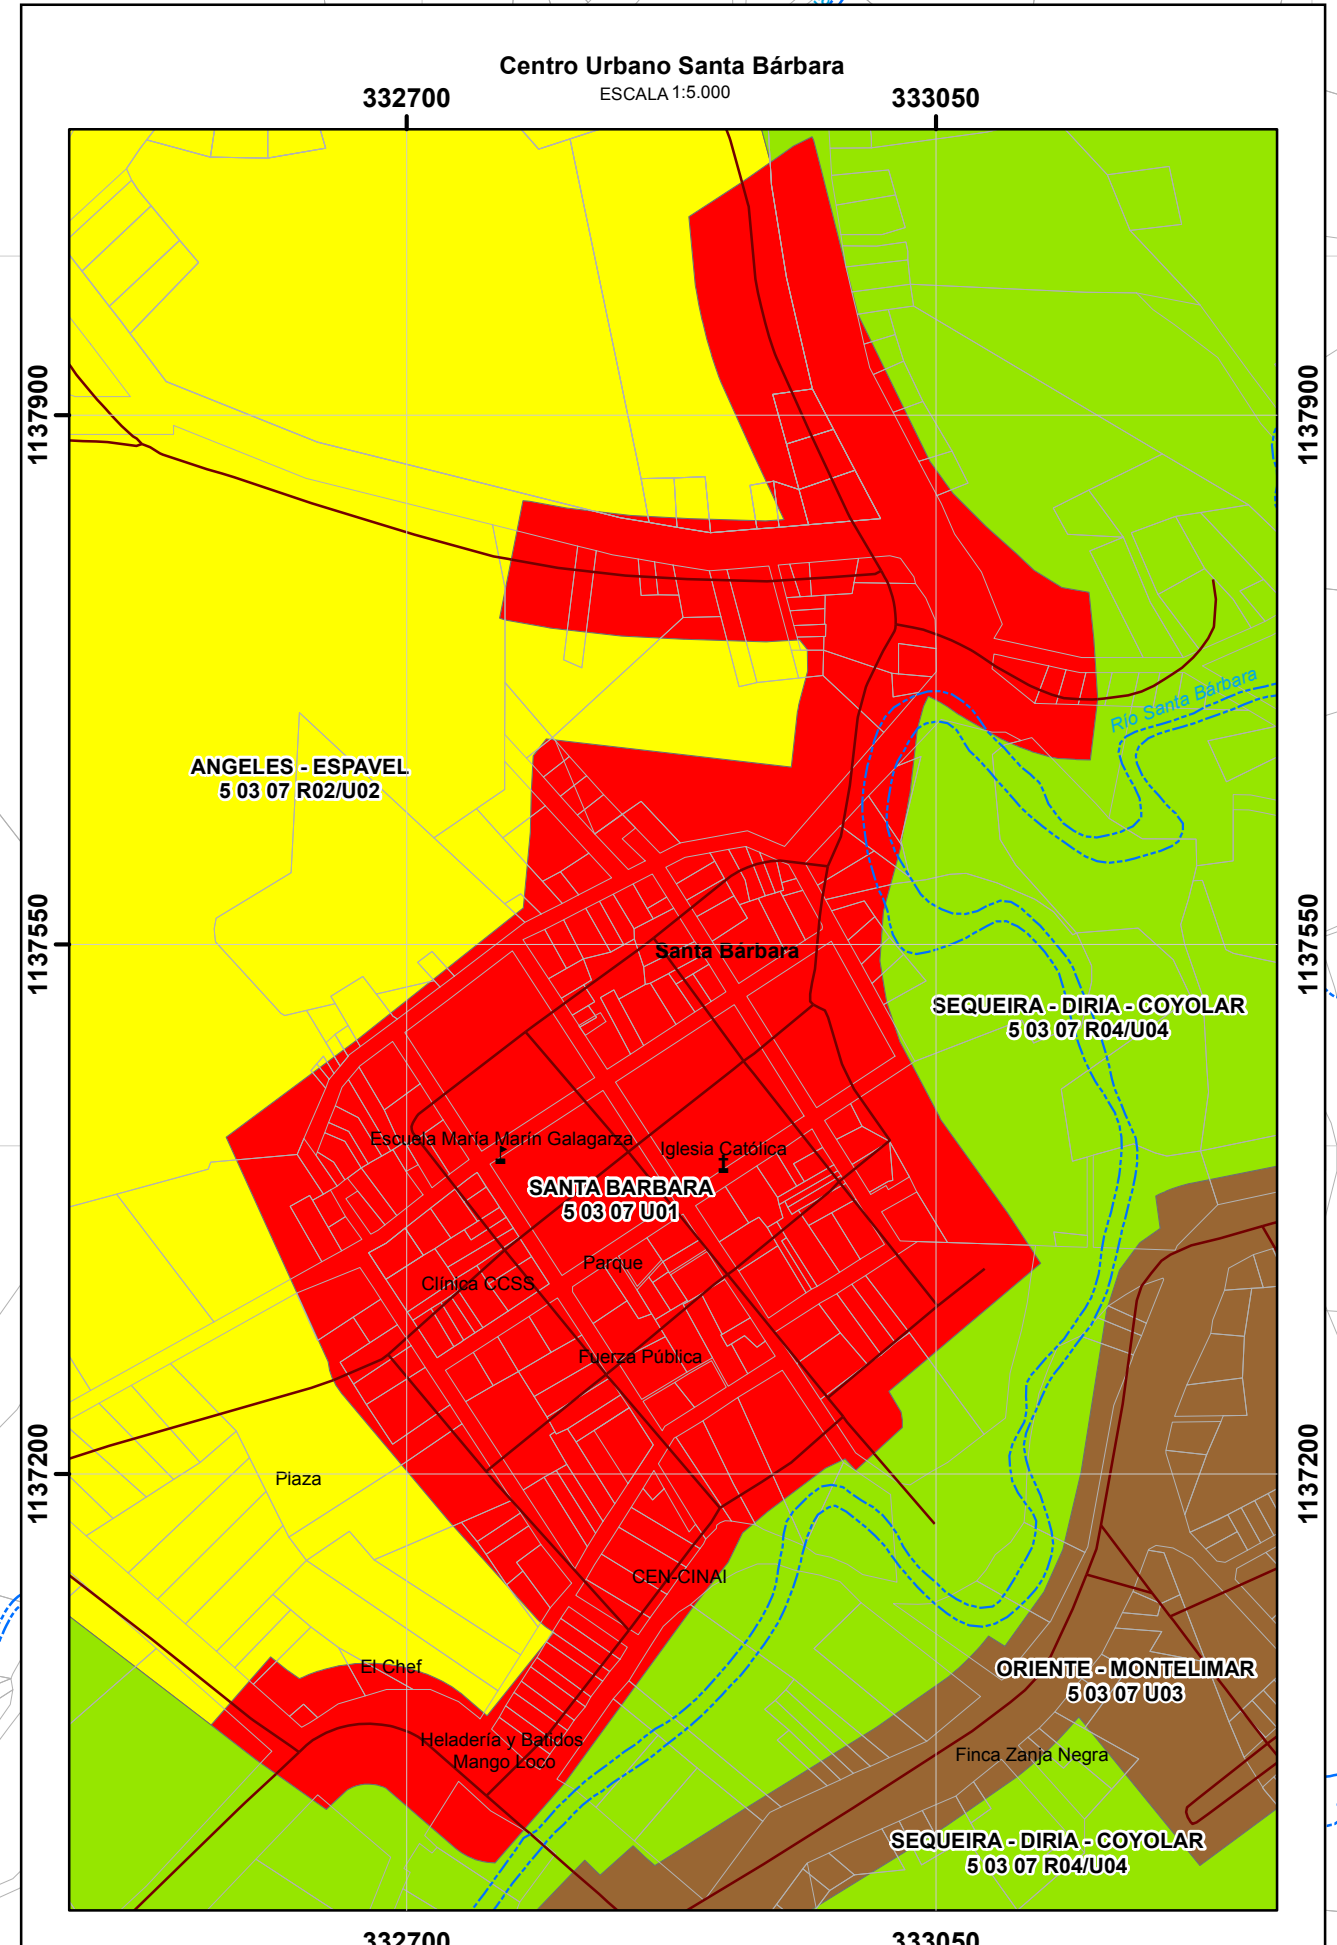 Centro Urbano Santa Bárbara
ESCALA 1:5.000
332700
333050
1137900
1137900
Río Santa Bárbara
ANGELES - ESPAVEL
5 03 07 R02/U02
1137550
1137550
Santa Bárbara
SEQUEIRA - DIRIA - COYOLAR
5 03 07 R04/U04
Escuela María Marín Galagarza
Iglesia Católica
SANTA BARBARA
5 03 07 U01
Parque
Clínica CCSS
Fuerza Pública
1137200
1137200
Plaza
CEN-CINAI
El Chef
ORIENTE - MONTELIMAR
5 03 07 U03
Heladería y Batidos
Mango Loco
Finca Zanja Negra
SEQUEIRA - DIRIA - COYOLAR
5 03 07 R04/U04
332700
333050